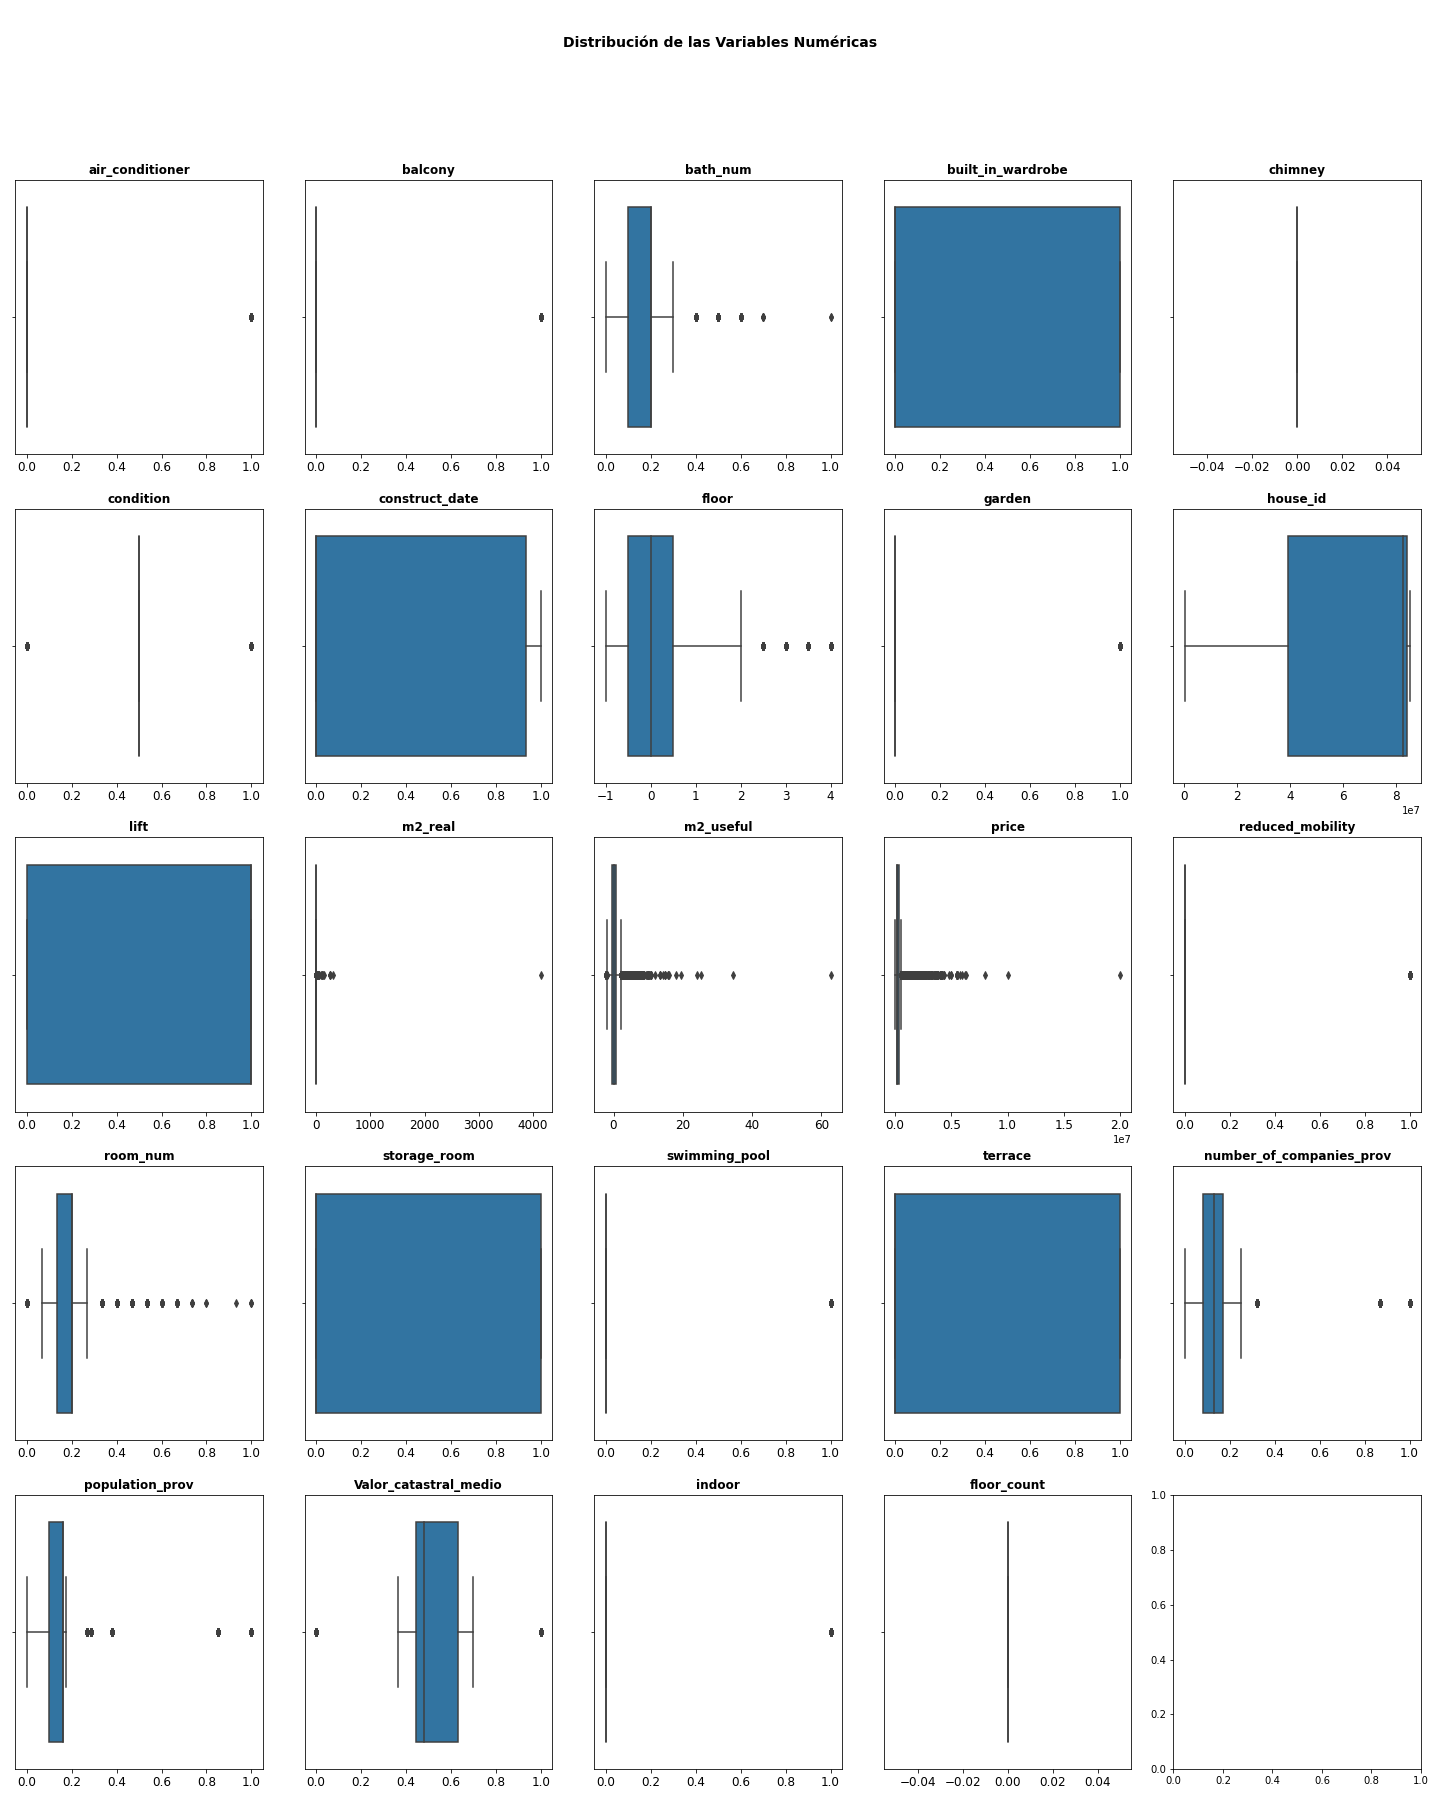 Distribución de las Variables Numéricas
air_conditioner balcony bath_num built_in_wardrobe chimney
0.0 0.2 0.4 0.6 0.8 1.0 0.0 0.2 0.4 0.6 0.8 1.0 0.0 0.2 0.4 0.6 0.8 1.0 0.0 0.2 0.4 0.6 0.8 1.0 −0.04 −0.02 0.00 0.02 0.04
condition construct_date floor garden house_id
0.0 0.2 0.4 0.6 0.8 1.0 0.0 0.2 0.4 0.6 0.8 1.0 −1 0 1 2 3 4 0.0 0.2 0.4 0.6 0.8 1.0 0 2 4 6 8
1e7
lift m2_real m2_useful price reduced_mobility
0.0 0.2 0.4 0.6 0.8 1.0 0 1000 2000 3000 4000 0 20 40 60 0.0 0.5 1.0 1.5 2.0 0.0 0.2 0.4 0.6 0.8 1.0
1e7
room_num storage_room swimming_pool terrace number_of_companies_prov
0.0 0.2 0.4 0.6 0.8 1.0 0.0 0.2 0.4 0.6 0.8 1.0 0.0 0.2 0.4 0.6 0.8 1.0 0.0 0.2 0.4 0.6 0.8 1.0 0.0 0.2 0.4 0.6 0.8 1.0
population_prov Valor_catastral_medio indoor floor_count
1.0
0.8
0.6
0.4
0.2
0.0
0.0 0.2 0.4 0.6 0.8 1.0 0.0 0.2 0.4 0.6 0.8 1.0 0.0 0.2 0.4 0.6 0.8 1.0 −0.04 −0.02 0.00 0.02 0.04 0.0 0.2 0.4 0.6 0.8 1.0